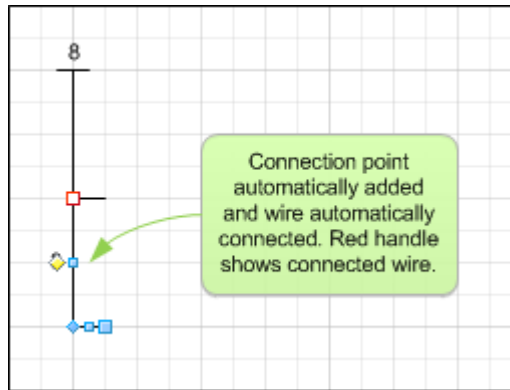 8
Connection point
automatically added
and wire automatically
connected. Red handle
shows connected wire.